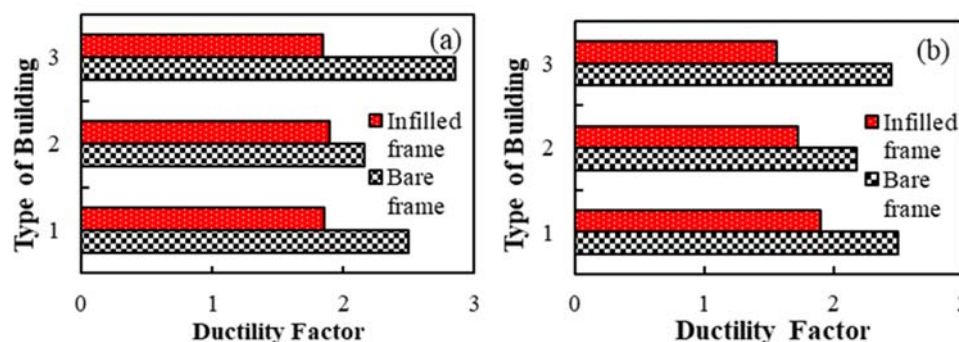 (a)
Type of Building
3
2
1
Infilled
frame
Bare
frame
0 1 2 3
Ductility Factor
(b)
Type of Building
3
2
1
Infilled
frame
Bare
frame
0 1 2 3
Ductility Factor